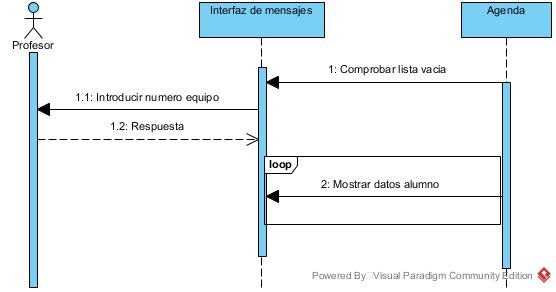 Profesor
Interfaz de mensajes
Agenda
1: Comprobar lista vacia
1.1: Introducir numero equipo
1.2: Respuesta
loop
2: Mostrar datos alumno
Powered By Visual Paradigm Community Edition